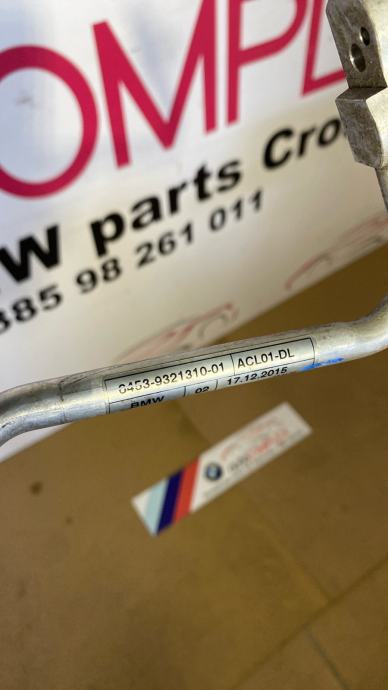 OMPL
W parts Cro
385 98 261 011
6453-9321310-01 ACL01-DL
BMW 02 17.12.2015